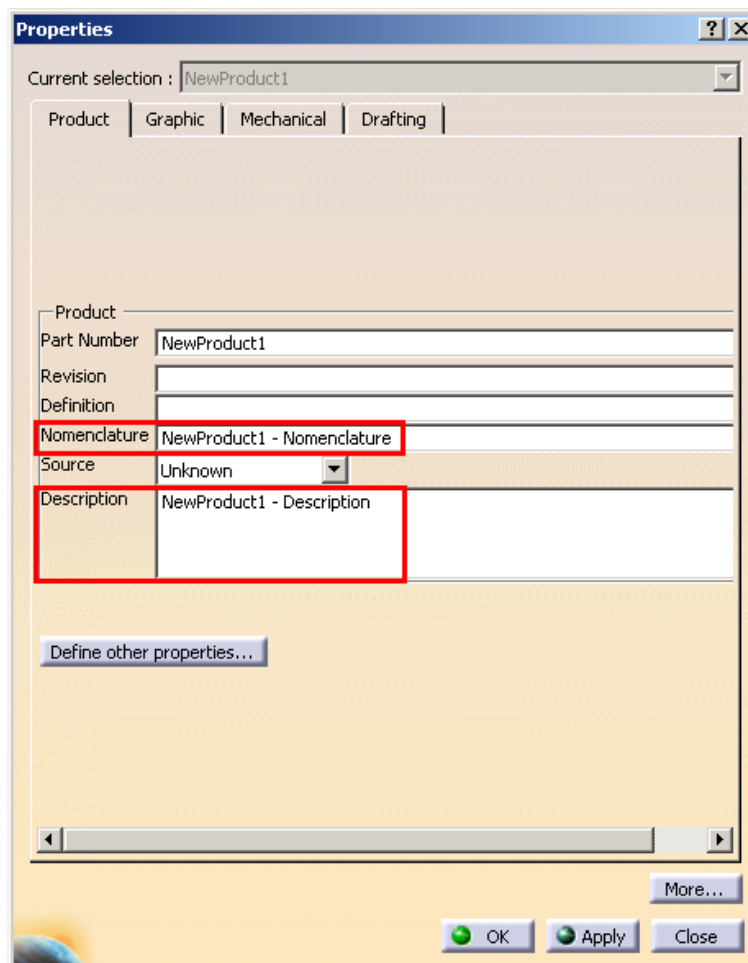 Properties
Current selection : NewProduct1
Product Graphic Mechanical Drafting
Product
Part Number NewProduct1
Revision
Definition
Nomenclature NewProduct1 - Nomenclature
Source Unknown
Description NewProduct1 - Description
Define other properties...
More...
OK Apply Close